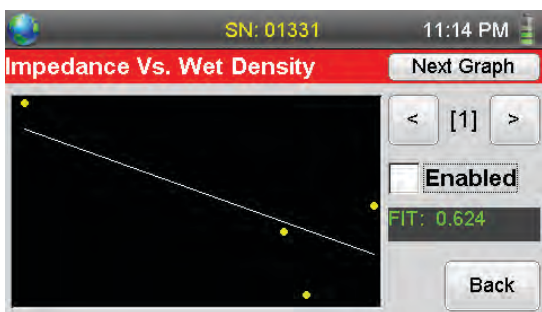 SN: 01331 11:14 PM
Impedance Vs. Wet Density Next Graph
< [1] >
Enabled
FIT: 0.624
Back